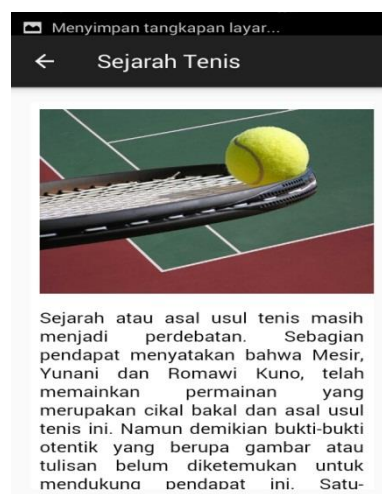 Menyimpan tangkapan layar...
Sejarah Tenis
Sejarah atau asal usul tenis masih
menjadi perdebatan. Sebagian
pendapat menyatakan bahwa Mesir,
Yunani dan Romawi Kuno, telah
memainkan permainan yang
merupakan cikal bakal dan asal usul
tenis ini. Namun demikian bukti-bukti
otentik yang berupa gambar atau
tulisan belum diketemukan untuk
mendukung pendapat ini. Satu-